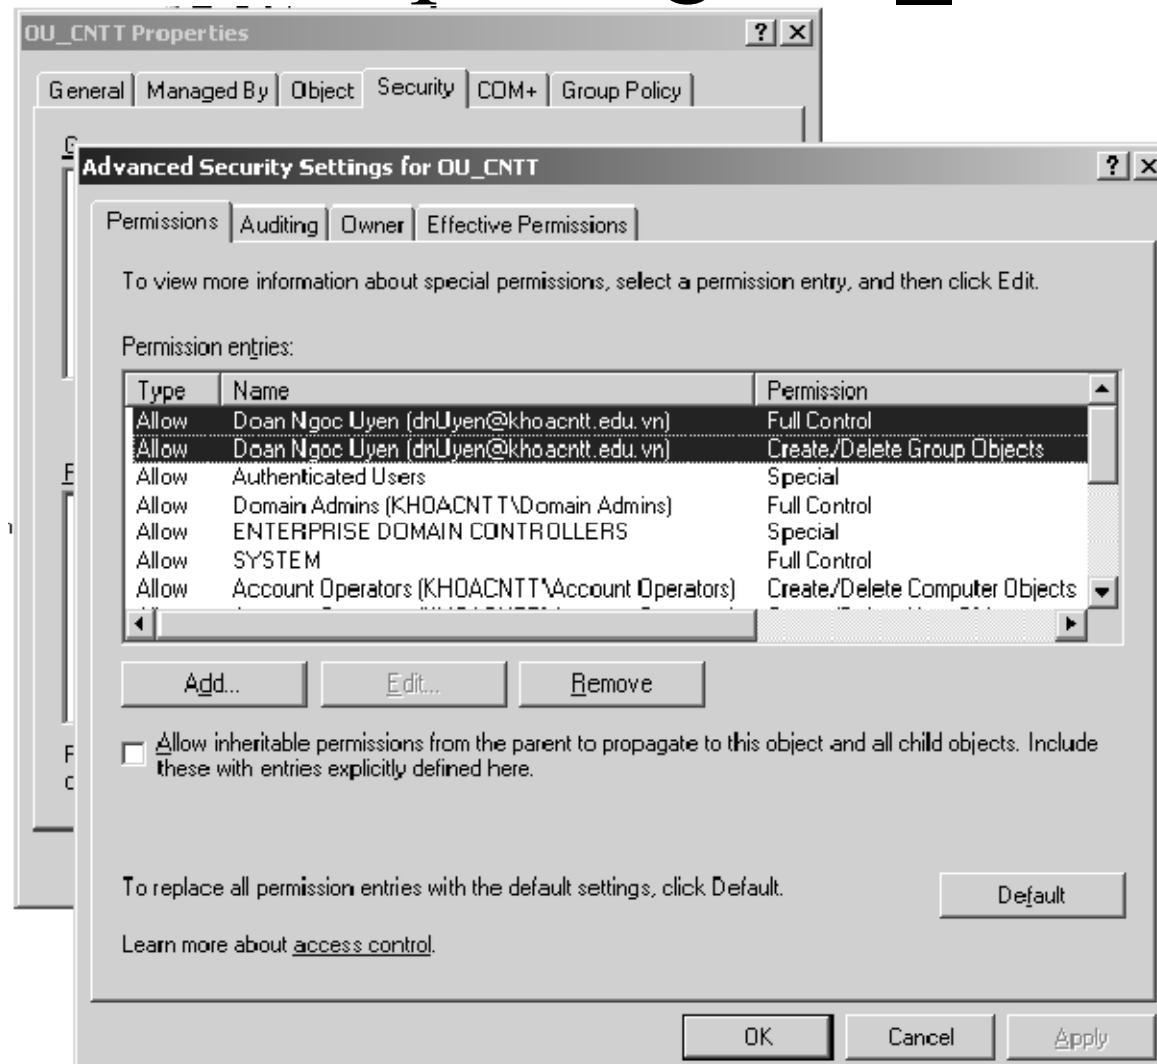 OU_CNTT Properties
General Managed By Object Security COM+ Group Policy
Advanced Security Settings for OU_CNTT
Permissions Auditing Owner Effective Permissions
To view more information about special permissions, select a permission entry, and then click Edit.
Permission entries:
Type Name Permission
Allow Doan Ngoc Uyen (dnUyen@khoacntt.edu.vn) Full Control
Allow Doan Ngoc Uyen (dnUyen@khoacntt.edu.vn) Create/Delete Group Objects
Allow Authenticated Users Special
Allow Domain Admins (KHOACNTT\Domain Admins) Full Control
Allow ENTERPRISE DOMAIN CONTROLLERS Special
Allow SYSTEM Full Control
Allow Account Operators (KHOACNTT\Account Operators) Create/Delete Computer Objects
Add... Edit... Remove
Allow inheritable permissions from the parent to propagate to this object and all child objects. Include
these with entries explicitly defined here.
To replace all permission entries with the default settings, click Default.
Default
Learn more about access control.
OK Cancel Apply